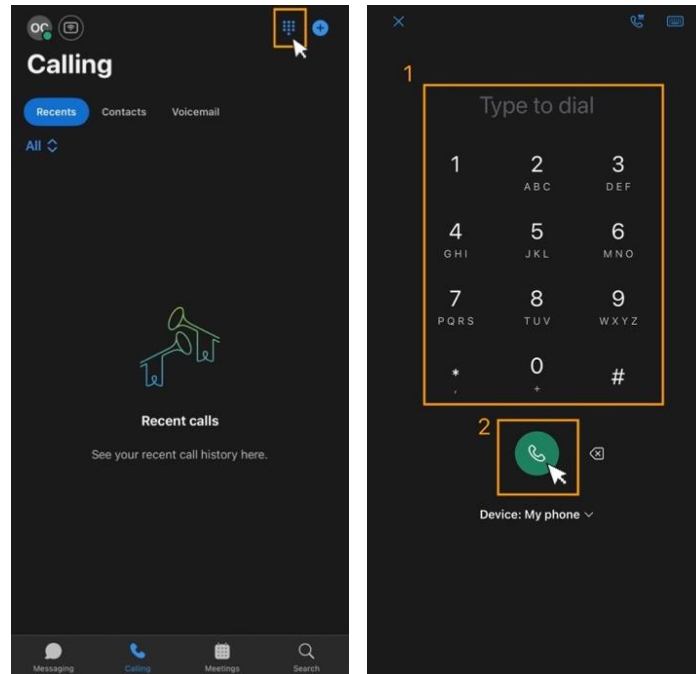 OC
Calling
Recents Contacts Voicemail
All
Recent calls
See your recent call history here.
Messaging Calling Meetings Search
1
Type to dial
1 2 3
ABC DEF
4 5 6
GHI JKL MNO
7 8 9
PQRS TUV WXYZ
* 0 #
, +
2
Device: My phone